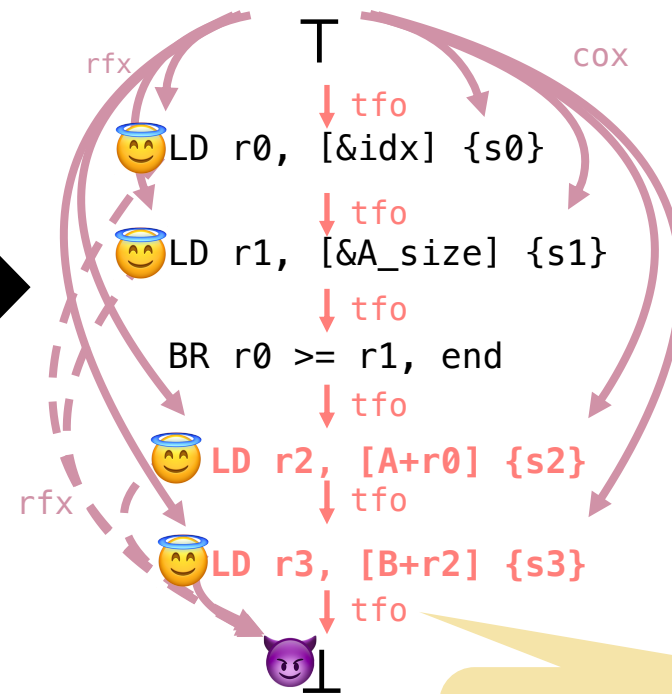 ⊤
rfx
cox
tfo
LD r0, [&idx] {s0}
tfo
LD r1, [&A_size] {s1}
tfo
BR r0 >= r1, end
tfo
LD r2, [A+r0] {s2}
rfx
tfo
LD r3, [B+r2] {s3}
tfo
⊥